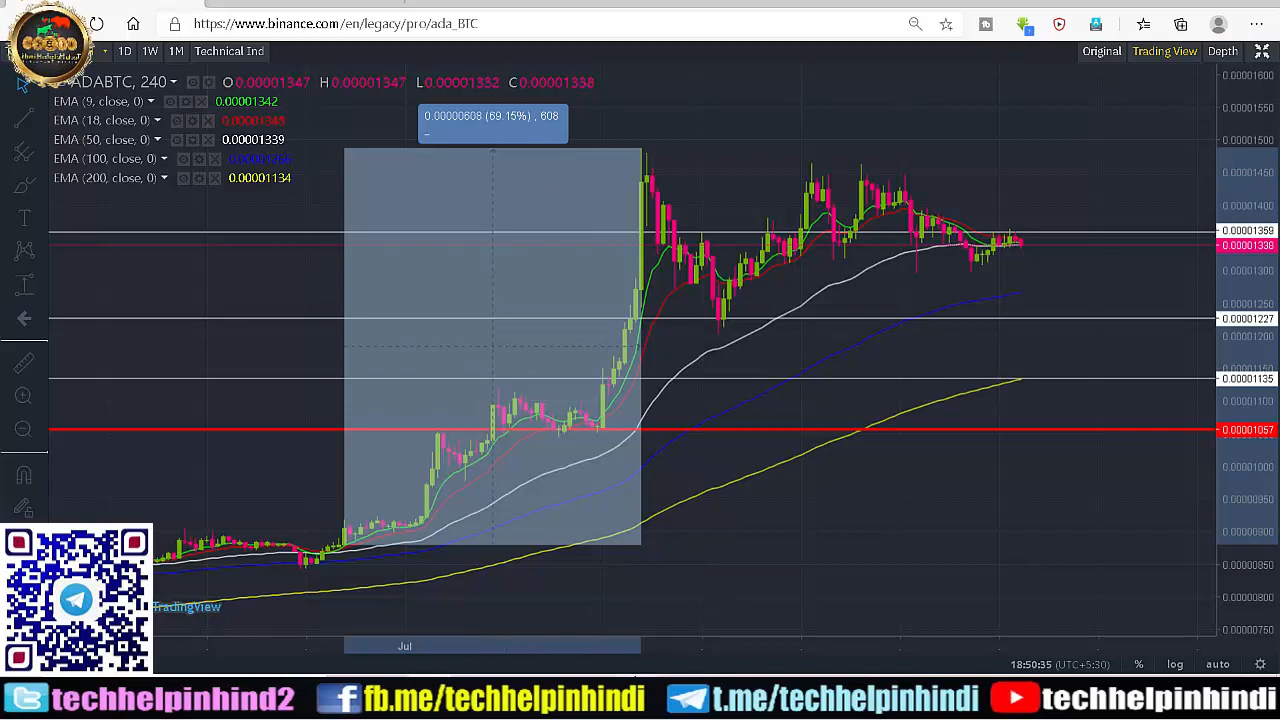 https://www.binance.com/en/legacy/pro/ada_BTC
1D 1W 1M Technical Ind
Original Trading View Depth
ADABTC, 240 O 0.00001347 H 0.00001347 L 0.00001332 C 0.00001338
EMA (9, close, 0) 0.00001342
EMA (18, close, 0) 0.00001348
EMA (50, close, 0) 0.00001339
EMA (100, close, 0) 0.00001266
EMA (200, close, 0) 0.00001134
0.00000608 (69.15%) , 608
0.00001600
0.00001550
0.00001500
0.00001450
0.00001400
0.00001359
0.00001338
0.00001300
0.00001250
0.00001227
0.00001200
0.00001150
0.00001135
0.00001100
0.00001057
0.00001000
0.00000950
0.00000900
0.00000850
0.00000800
0.00000750
TradingView
Jul
18:50:35 (UTC+5:30) % log auto
techhelpinhindi2 fb.me/techhelpinhindi t.me/techhelpinhindi techhelpinhindi